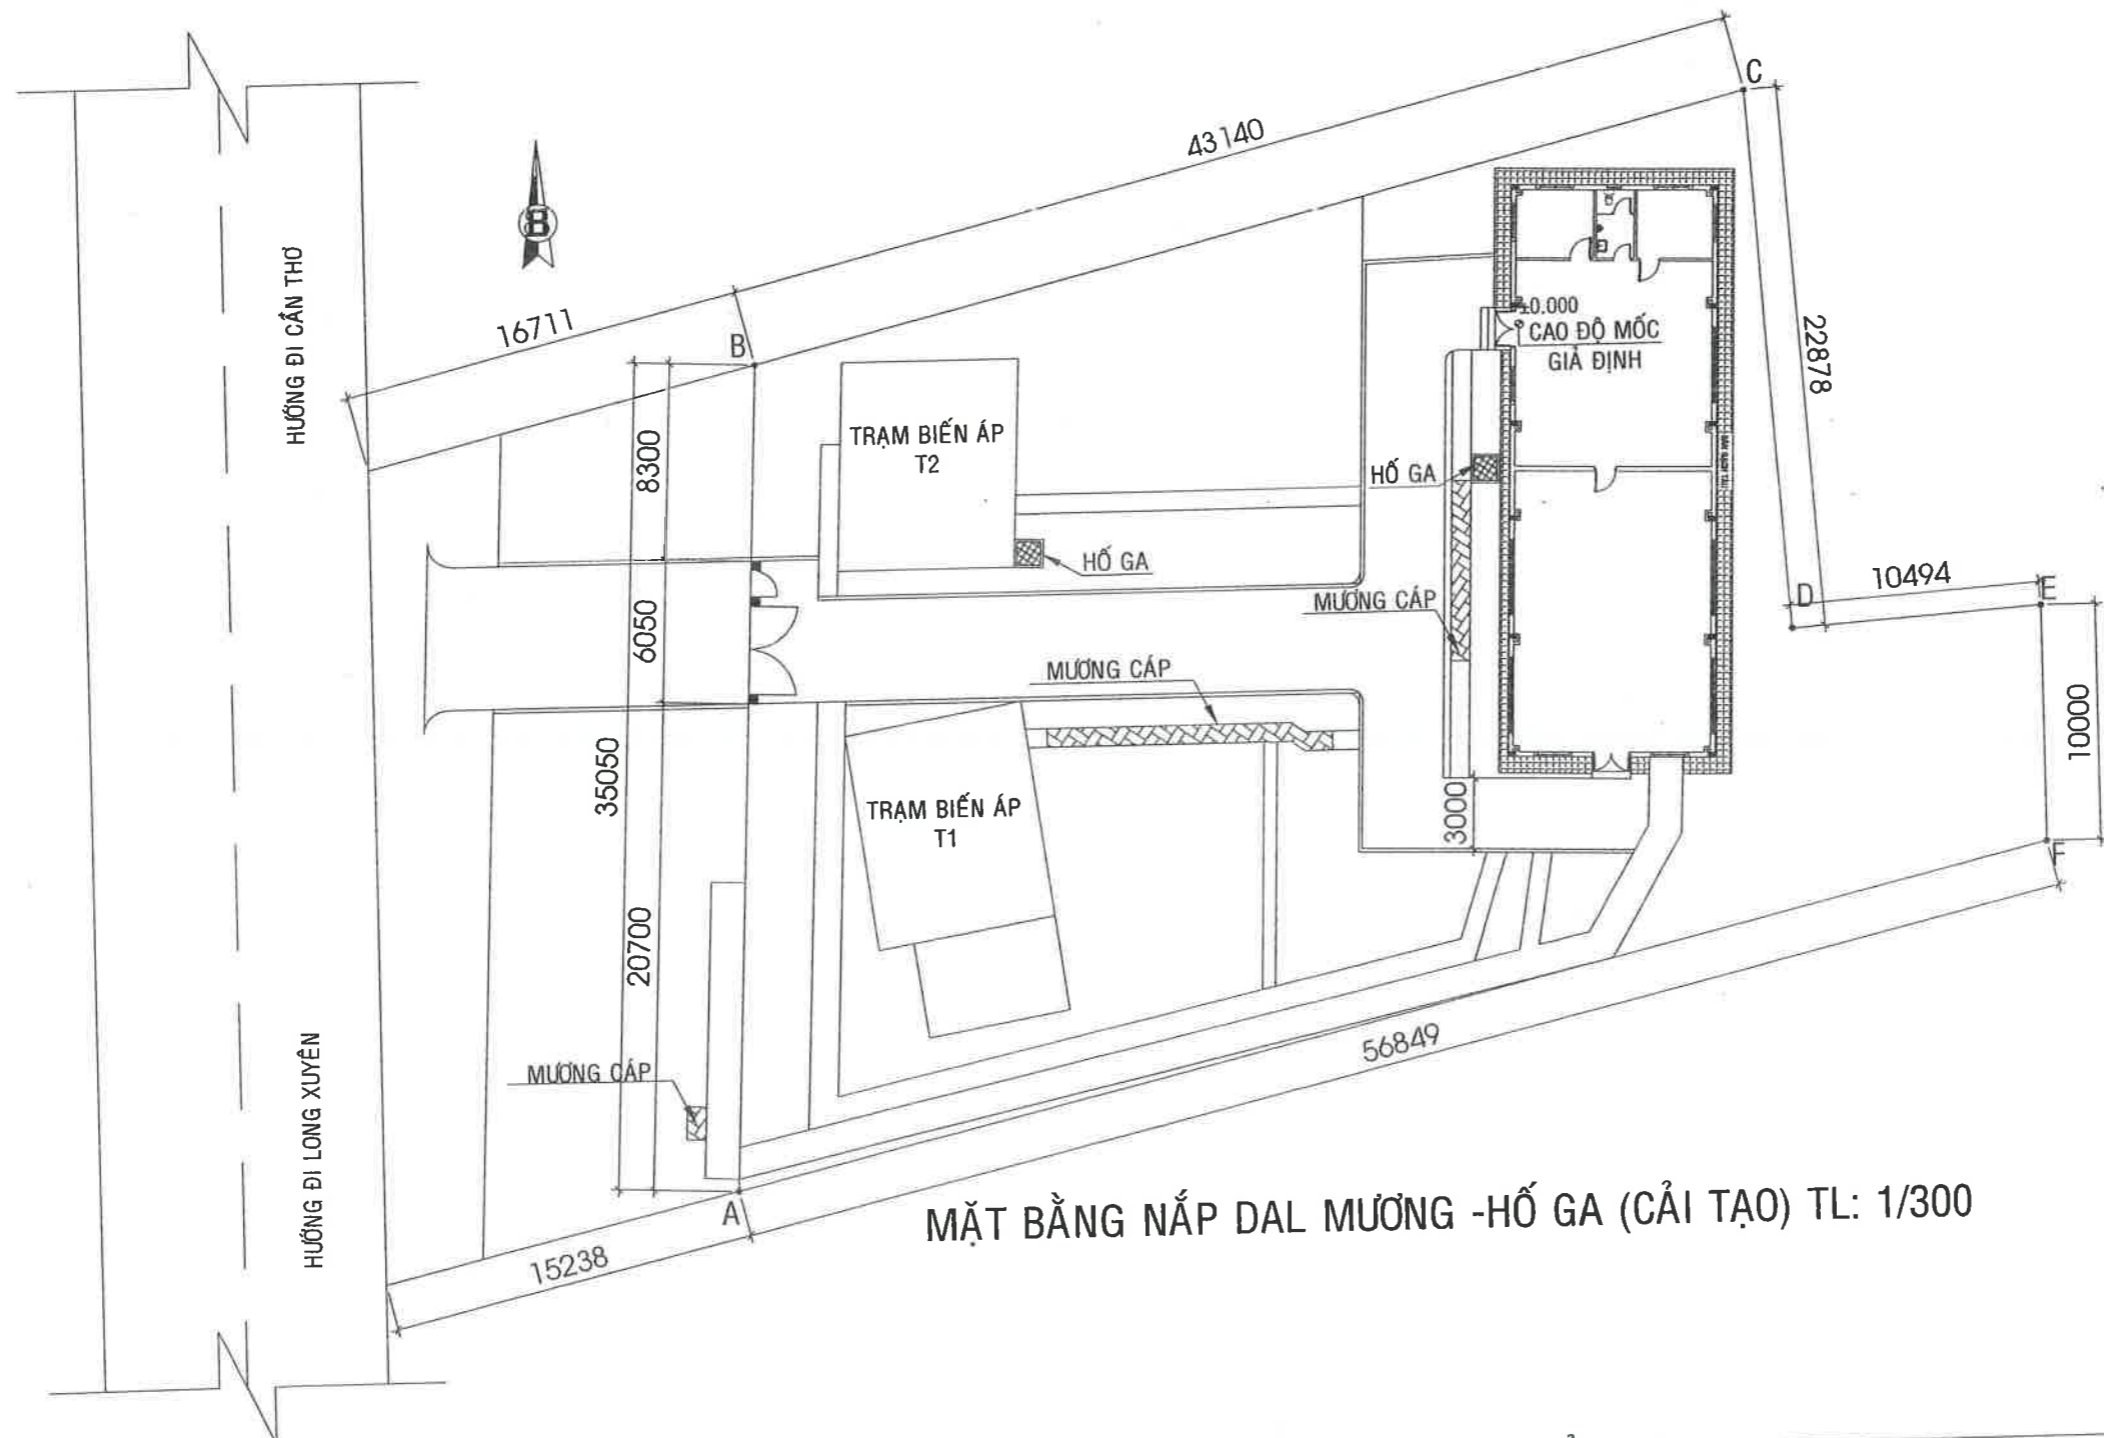 C
43140
B
HƯỚNG ĐI CẦN THƠ
16711
B
±0.000
CAO ĐỘ MỐC
GIẢ ĐỊNH
22878
8300
TRẠM BIẾN ÁP
T2
HỐ GA
HỐ GA
10494
D
E
MƯƠNG CÁP
6050
MƯƠNG CÁP
10000
35050
3000
TRẠM BIẾN ÁP
T1
F
20700
56849
MƯƠNG CÁP
HƯỚNG ĐI LONG XUYÊN
A
15238
MẶT BẰNG NẮP DAL MƯƠNG -HỐ GA (CẢI TẠO) TL: 1/300